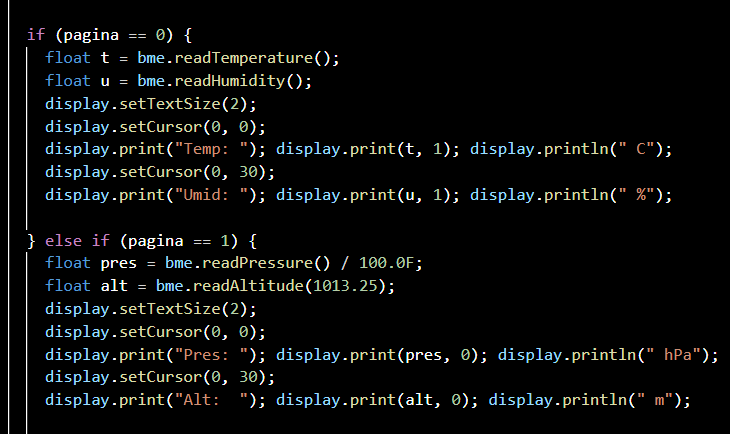 if (pagina == 0) {
float t = bme.readTemperature();
float u = bme.readHumidity();
display.setTextSize(2);
display.setCursor(0, 0);
display.print("Temp: "); display.print(t, 1); display.println(" C");
display.setCursor(0, 30);
display.print("Umid: "); display.print(u, 1); display.println(" %");
} else if (pagina == 1) {
float pres = bme.readPressure() / 100.0F;
float alt = bme.readAltitude(1013.25);
display.setTextSize(2);
display.setCursor(0, 0);
display.print("Pres: "); display.print(pres, 0); display.println(" hPa");
display.setCursor(0, 30);
display.print("Alt:  "); display.print(alt, 0); display.println(" m");